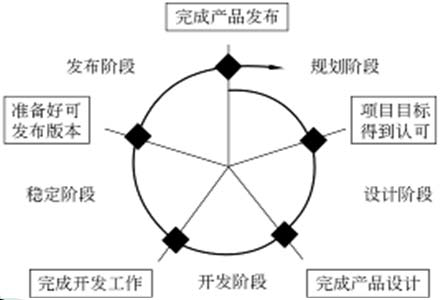 完成产品发布
发布阶段
规划阶段
准备好可
发布版本
项目目标
得到认可
稳定阶段
设计阶段
完成开发工作
开发阶段
完成产品设计